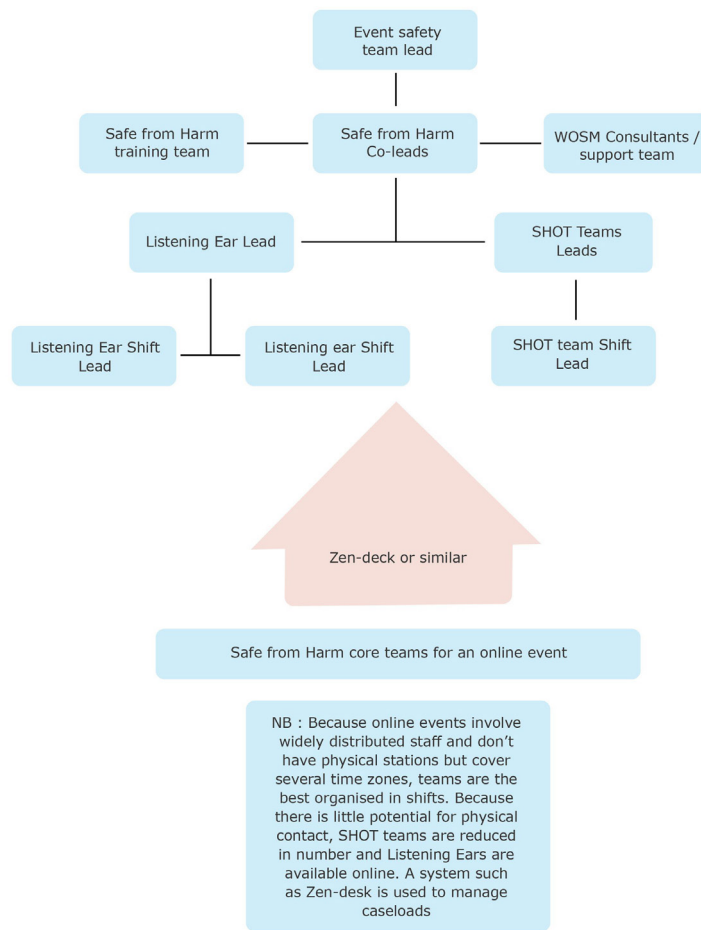 Event safety
team lead
Safe from Harm
training team
Safe from Harm
Co-leads
WOSM Consultants /
support team
Listening Ear Lead
SHOT Teams
Leads
Listening Ear Shift
Lead
Listening ear Shift
Lead
SHOT team Shift
Lead
Zen-deck or similar
Safe from Harm core teams for an online event
NB : Because online events involve
widely distributed staff and don’t
have physical stations but cover
several time zones, teams are the
best organised in shifts. Because
there is little potential for physical
contact, SHOT teams are reduced
in number and Listening Ears are
available online. A system such
as Zen-desk is used to manage
caseloads